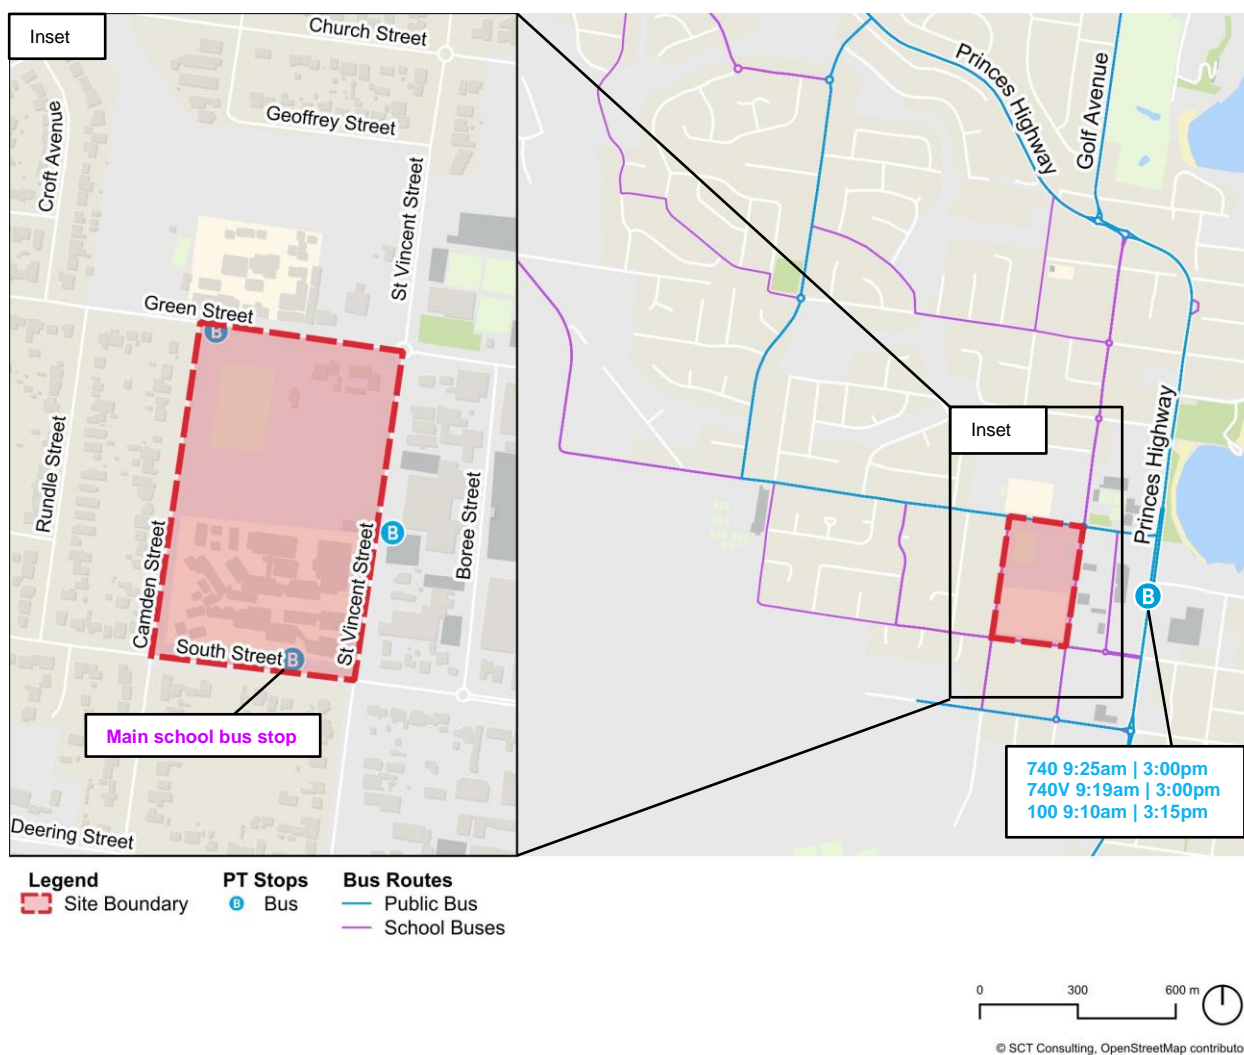 Inset
Church Street
Geoffrey Street
Croft Avenue
St Vincent Street
Green Street
B
Rundle Street
Boree Street
B
St Vincent Street
Camden Street
South Street
B
Main school bus stop
Deering Street
Princes Highway
Golf Avenue
Inset
Princes Highway
B
740 9:25am | 3:00pm
740V 9:19am | 3:00pm
100 9:10am | 3:15pm
Legend
Site Boundary
PT Stops
B Bus
Bus Routes
Public Bus
School Buses
0 300 600 m
© SCT Consulting, OpenStreetMap contributo